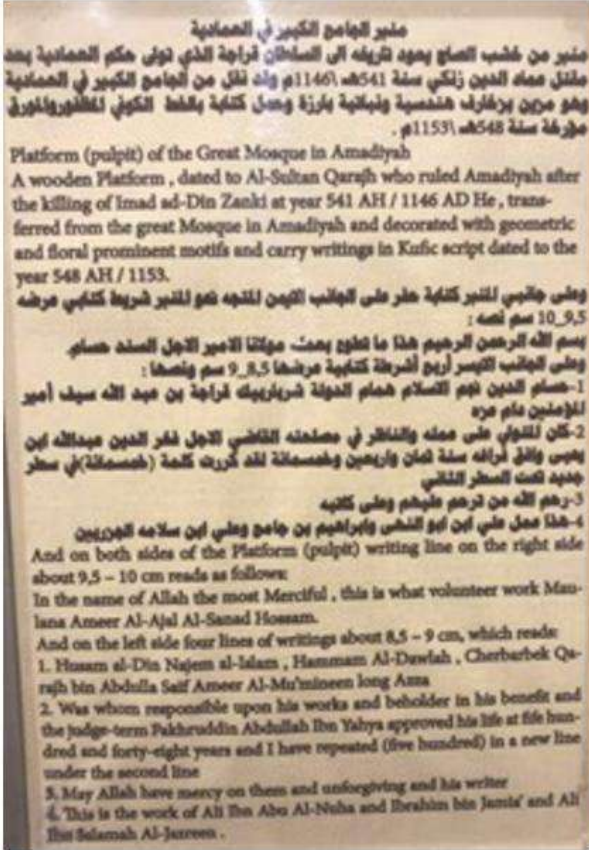 منبر الجامع الكبير في العمادية
منبر من خشب الصاج يعود تاريخه الى السلطان قراجة الذي تولى حكم العمادية بعد
مقتل عماد الدين زنكي سنة 541هـ \1146م وقد نقل من الجامع الكبير في العمادية
وهو مزين بزخارف هندسية ونباتية بارزة وعمل كتابة بالخط الكوفي المظفور والمورق
مؤرخة سنة 548هـ \1153م .
Platform (pulpit) of the Great Mosque in Amadiyah
A wooden Platform , dated to Al-Sultan Qarajh who ruled Amadiyah after
the killing of Imad ad-Din Zanki at year 541 AH / 1146 AD He , trans-
ferred from the great Mosque in Amadiyah and decorated with geometric
and floral prominent motifs and carry writings in Kufic script dated to the
year 548 AH / 1153.
وعلى جانبي المنبر كتابة حفر على الجانب الايمن المتجه نحو المنبر شريط كتابي عرضه
9,5_10 سم نصه :
بسم الله الرحمن الرحيم هذا ما تطوع بعمله مولانا الامير الاجل السند حسام
وعلى الجانب الايسر اربع أشرطة كتابية عرضها 8,5_9 سم ونصها :
1-حسام الدين نجم الاسلام همام الدولة شرباربيك قراجة بن عبد الله سيف أمير
المؤمنين دام عزه
2-كان المتولي على عمله والناظر في مصلحته القاضي الاجل فخر الدين عبدالله ابن
يحيى وافق فراغه سنة ثمان واربعين وخمسمائة لقد كررت كلمة (خمسمائة)في سطر
جديد تحت السطر الثاني
3-رحم الله من ترحم عليهم وعلى كاتبه
4-هذا عمل علي ابن ابو النهى وابراهيم بن جامع وعلي ابن سلامه الجزريين
And on both sides of the Platform (pulpit) writing line on the right side
about 9,5 – 10 cm reads as follows:
In the name of Allah the most Merciful , this is what volunteer work Mau-
lana Ameer Al-Ajal Al-Sanad Hossam.
And on the left side four lines of writings about 8,5 – 9 cm, which reads:
1. Husam al-Din Najem al-Islam , Hammam Al-Dawlah , Cherbarbek Qa-
rajh bin Abdulla Saif Ameer Al-Mu'mineen long Azza
2. Was whom responsible upon his works and beholder in his benefit and
the judge-term Fakhruddin Abdullah Ibn Yahya approved his life at fife hun-
dred and forty-eight years and I have repeated (five hundred) in a new line
under the second line
3. May Allah have mercy on them and unforgiving and his writer
4. This is the work of Ali Ibn Abu Al-Nuha and Ibrahim bin Jamia' and Ali
Ibn Salamah Al-Jazreen .